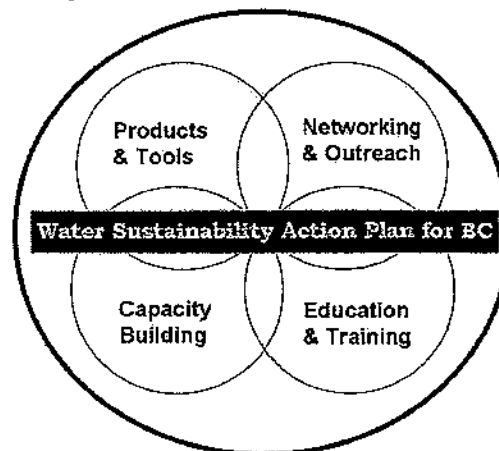 Products
& Tools
Networking
& Outreach
Water Sustainability Action Plan for BC
Capacity
Building
Education
& Training